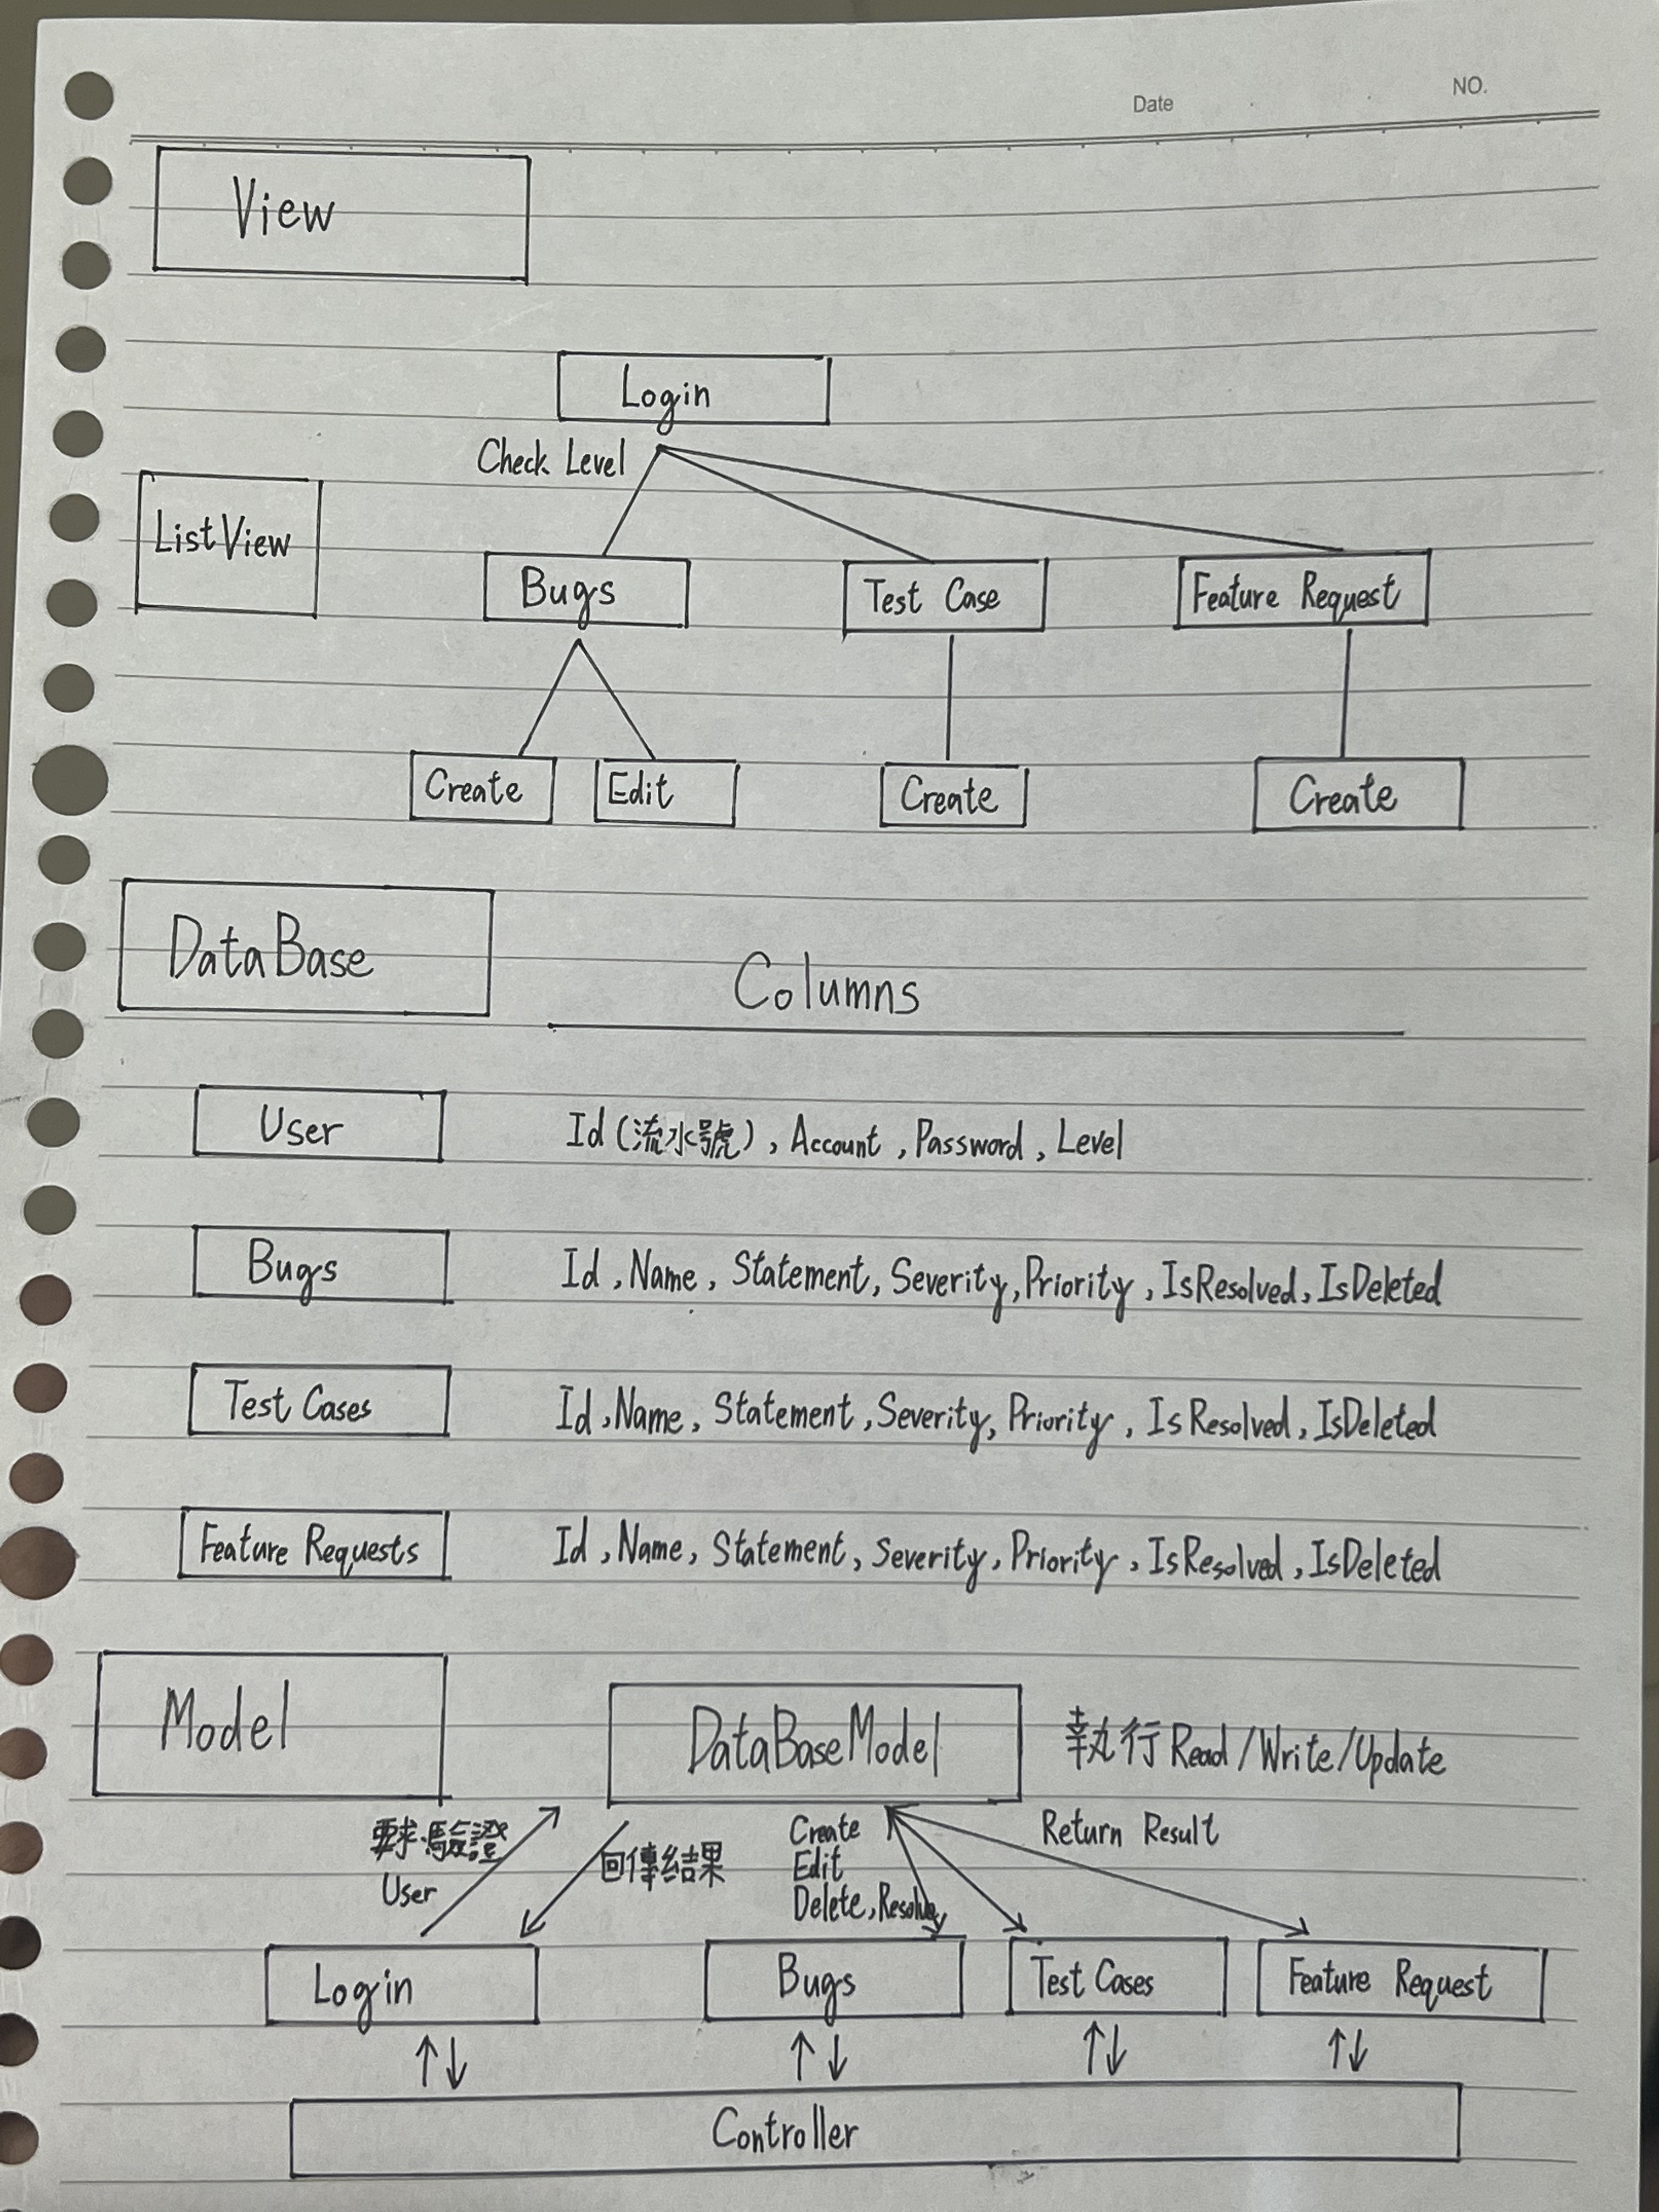 Date
NO.
View
Login
Check Level
ListView
Bugs
Test Case
Feature Request
Create
Edit
Create
Create
DataBase
Columns
User
Id(流水號), Account, Password, Level
Bugs
Id, Name, Statement, Severity, Priority, IsResolved, IsDeleted
Test Cases
Id, Name, Statement, Severity, Priority, IsResolved, IsDeleted
Feature Requests
Id, Name, Statement, Severity, Priority, IsResolved, IsDeleted
Model
DataBaseModel
執行 Read/Write/Update
要求驗證
User
回傳结果
Create
Edit
Delete, Resolve
Return Result
Login
Bugs
Test Cases
Feature Request
Controller